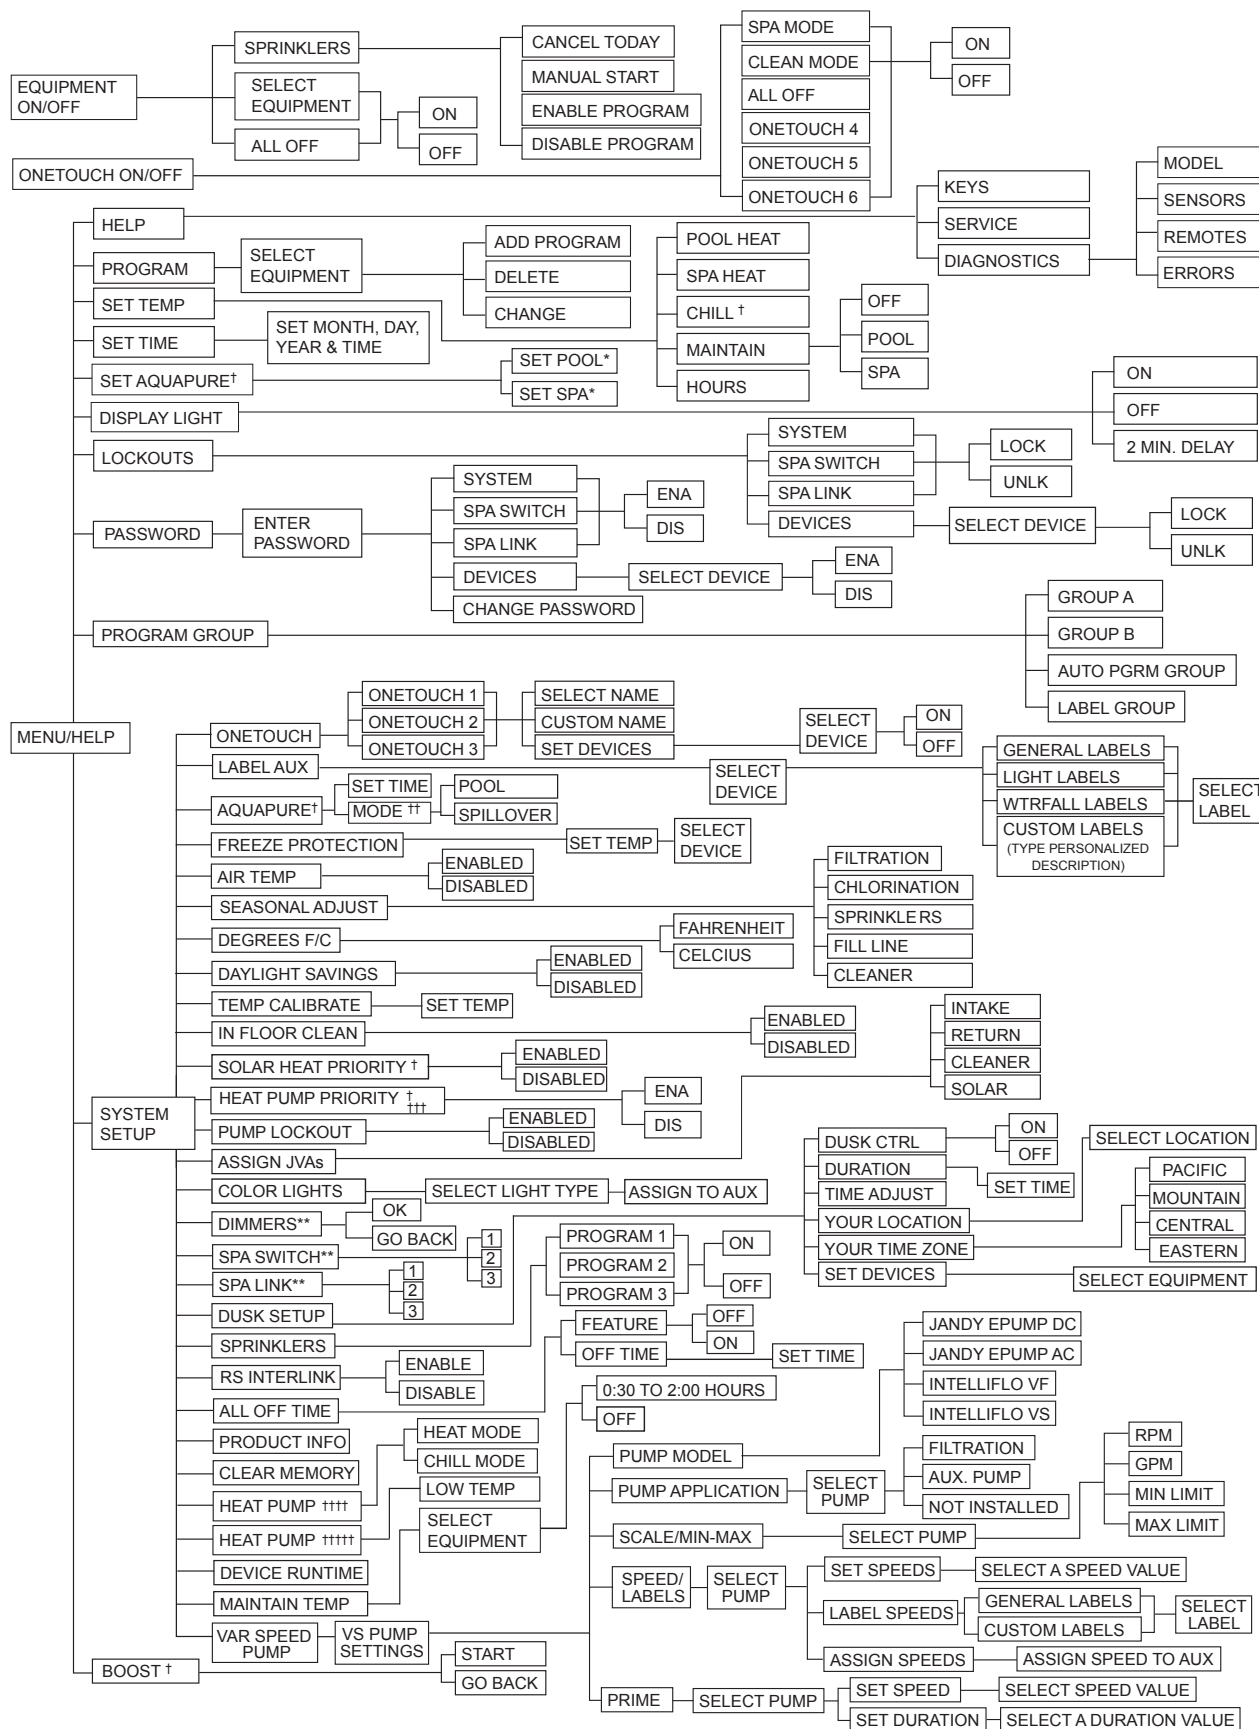 EQUIPMENT
ON/OFF
SPRINKLERS
SELECT
EQUIPMENT
ALL OFF
ON
OFF
CANCEL TODAY
MANUAL START
ENABLE PROGRAM
DISABLE PROGRAM
ONETOUCH ON/OFF
SPA MODE
CLEAN MODE
ALL OFF
ONETOUCH 4
ONETOUCH 5
ONETOUCH 6
ON
OFF
MENU/HELP
HELP
KEYS
SERVICE
DIAGNOSTICS
MODEL
SENSORS
REMOTES
ERRORS
PROGRAM
SELECT
EQUIPMENT
ADD PROGRAM
DELETE
CHANGE
SET TEMP
POOL HEAT
SPA HEAT
CHILL †
MAINTAIN
HOURS
OFF
POOL
SPA
SET TIME
SET MONTH, DAY,
YEAR & TIME
SET AQUAPURE†
SET POOL*
SET SPA*
DISPLAY LIGHT
ON
OFF
2 MIN. DELAY
LOCKOUTS
SYSTEM
SPA SWITCH
SPA LINK
DEVICES
LOCK
UNLK
SELECT DEVICE
LOCK
UNLK
PASSWORD
ENTER
PASSWORD
SYSTEM
SPA SWITCH
SPA LINK
DEVICES
CHANGE PASSWORD
ENA
DIS
SELECT DEVICE
ENA
DIS
PROGRAM GROUP
GROUP A
GROUP B
AUTO PGRM GROUP
LABEL GROUP
SYSTEM
SETUP
ONETOUCH
ONETOUCH 1
ONETOUCH 2
ONETOUCH 3
SELECT NAME
CUSTOM NAME
SET DEVICES
SELECT
DEVICE
ON
OFF
LABEL AUX
SELECT
DEVICE
GENERAL LABELS
LIGHT LABELS
WTRFALL LABELS
CUSTOM LABELS
(TYPE PERSONALIZED
DESCRIPTION)
SELECT
LABEL
AQUAPURE†
SET TIME
MODE ††
POOL
SPILLOVER
FREEZE PROTECTION
SET TEMP
SELECT
DEVICE
AIR TEMP
ENABLED
DISABLED
SEASONAL ADJUST
FILTRATION
CHLORINATION
SPRINKLERS
FILL LINE
CLEANER
DEGREES F/C
FAHRENHEIT
CELCIUS
DAYLIGHT SAVINGS
ENABLED
DISABLED
TEMP CALIBRATE
SET TEMP
IN FLOOR CLEAN
ENABLED
DISABLED
SOLAR HEAT PRIORITY †
ENABLED
DISABLED
HEAT PUMP PRIORITY †
†††
ENA
DIS
PUMP LOCKOUT
ENABLED
DISABLED
ASSIGN JVAs
INTAKE
RETURN
CLEANER
SOLAR
COLOR LIGHTS
SELECT LIGHT TYPE
ASSIGN TO AUX
DIMMERS**
OK
GO BACK
SPA SWITCH**
1
2
3
SPA LINK**
1
2
3
DUSK SETUP
DUSK CTRL
DURATION
TIME ADJUST
YOUR LOCATION
YOUR TIME ZONE
SET DEVICES
ON
OFF
SET TIME
SELECT LOCATION
PACIFIC
MOUNTAIN
CENTRAL
EASTERN
SELECT EQUIPMENT
SPRINKLERS
PROGRAM 1
PROGRAM 2
PROGRAM 3
ON
OFF
RS INTERLINK
ENABLE
DISABLE
ALL OFF TIME
FEATURE
OFF TIME
OFF
ON
SET TIME
PRODUCT INFO
CLEAR MEMORY
HEAT PUMP ††††
HEAT MODE
CHILL MODE
HEAT PUMP †††††
LOW TEMP
DEVICE RUNTIME
MAINTAIN TEMP
SELECT
EQUIPMENT
0:30 TO 2:00 HOURS
OFF
VAR SPEED
PUMP
VS PUMP
SETTINGS
PUMP MODEL
JANDY EPUMP DC
JANDY EPUMP AC
INTELLIFLO VF
INTELLIFLO VS
PUMP APPLICATION
SELECT
PUMP
FILTRATION
AUX. PUMP
NOT INSTALLED
SCALE/MIN-MAX
SELECT PUMP
RPM
GPM
MIN LIMIT
MAX LIMIT
SPEED/
LABELS
SELECT
PUMP
SET SPEEDS
SELECT A SPEED VALUE
LABEL SPEEDS
GENERAL LABELS
CUSTOM LABELS
SELECT
LABEL
ASSIGN SPEEDS
ASSIGN SPEED TO AUX
PRIME
SELECT PUMP
SET SPEED
SELECT SPEED VALUE
SET DURATION
SELECT A DURATION VALUE
BOOST †
START
GO BACK